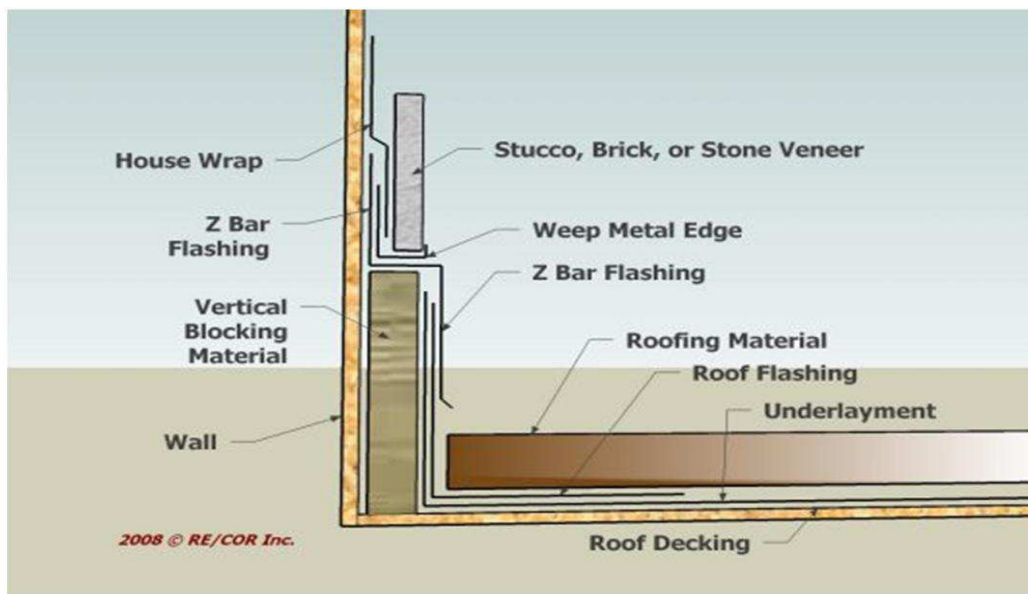 House Wrap
Stucco, Brick, or Stone Veneer
Z Bar
Flashing
Weep Metal Edge
Z Bar Flashing
Vertical
Blocking
Material
Roofing Material
Roof Flashing
Underlayment
Wall
2008 © RE/COR Inc.
Roof Decking